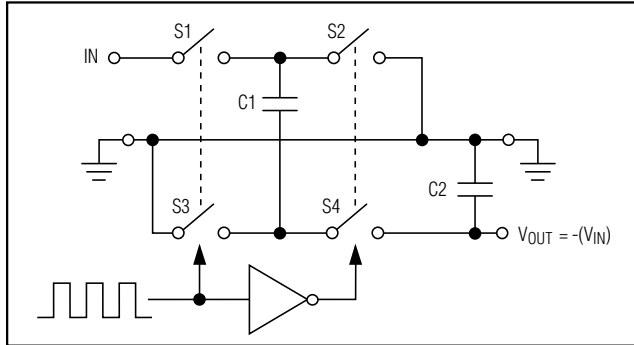 S1
S2
IN
C1
S3
S4
C2
VOUT = -(VIN)